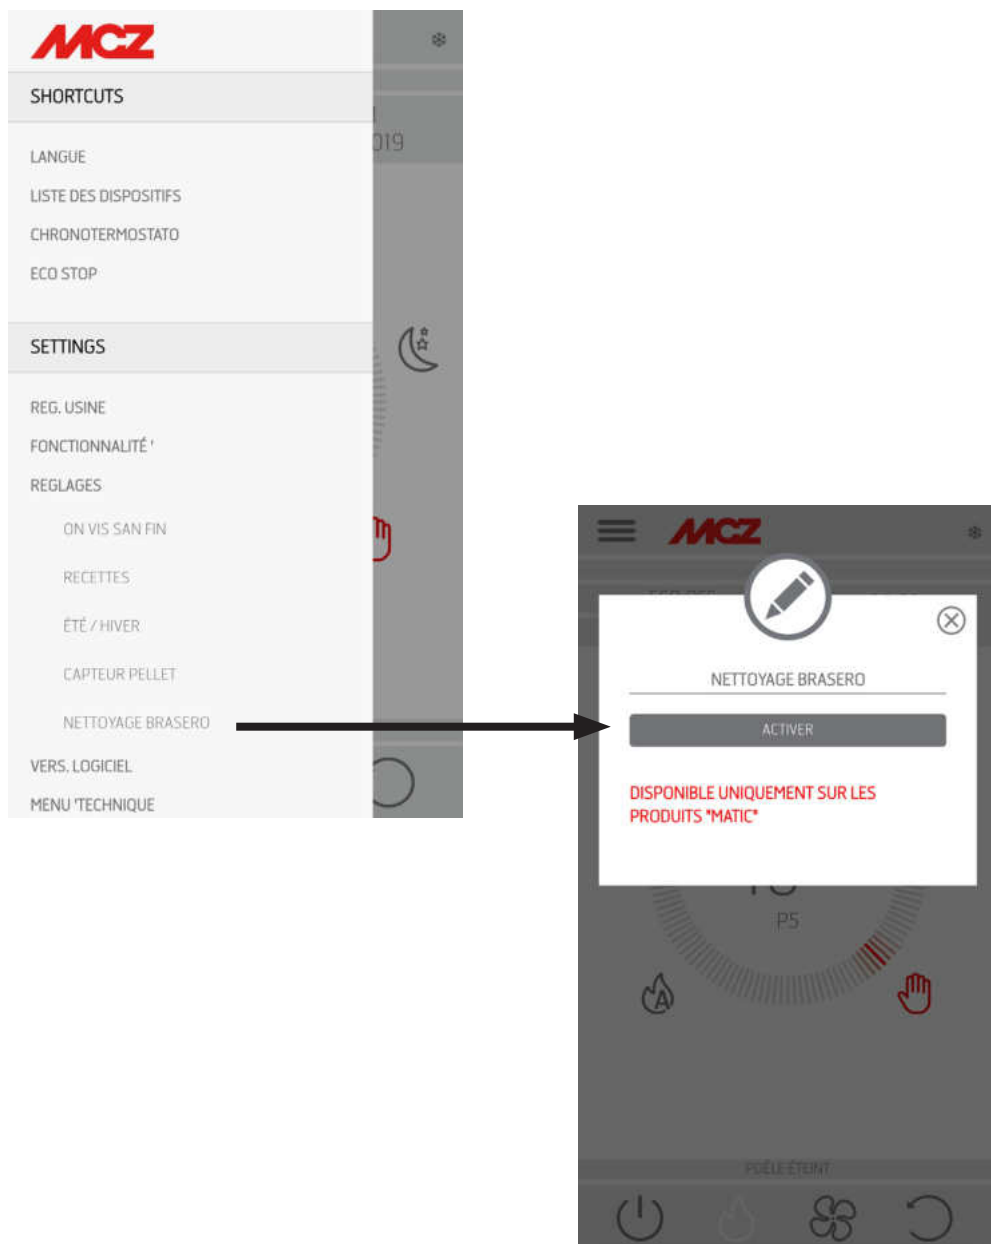 MCZ
SHORTCUTS
019
LANGUE
LISTE DES DISPOSITIFS
CHRONOTERMOSTATO
ECO STOP
SETTINGS
REG. USINE
FONCTIONNALITÉ '
REGLAGES
ON VIS SAN FIN
RECETTES
ÉTÉ / HIVER
CAPTEUR PELLET
NETTOYAGE BRASERO
VERS. LOGICIEL
MENU 'TECHNIQUE
MCZ
NETTOYAGE BRASERO
ACTIVER
DISPONIBLE UNIQUEMENT SUR LES
PRODUITS "MATIC"
P5
A
POÊLE ÉTEINT